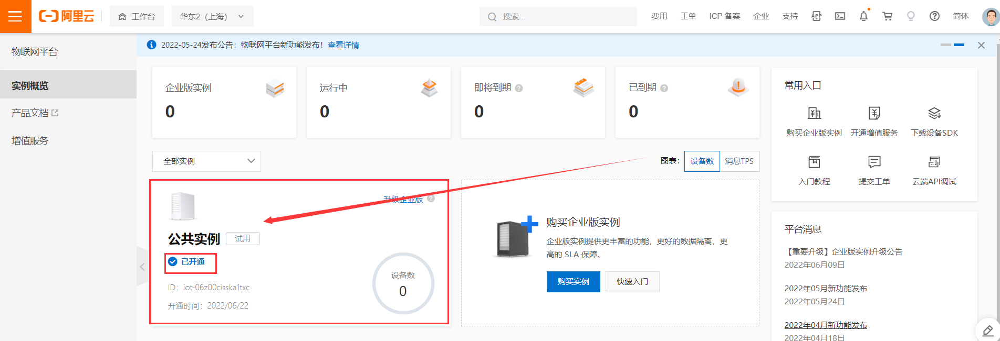 阿里云
工作台
华东2（上海）
搜索...
费用
工单
ICP 备案
企业
支持
APP
简体
物联网平台
实例概览
产品文档
增值服务
2022-05-24发布公告：物联网平台新功能发布！查看详情
企业版实例
0
运行中
0
即将到期
0
已到期
0
全部实例
图表：
设备数
消息TPS
升级企业版
公共实例
试用
已开通
ID：iot-06z00cisska1txc
开通时间：2022/06/22
设备数
0
购买企业版实例
企业版实例提供更丰富的功能，更好的数据隔离，更
高的 SLA 保障。
购买实例
快速入门
常用入口
购买企业版实例
开通增值服务
下载设备SDK
入门教程
提交工单
云端API调试
平台消息
【重要升级】企业版实例升级公告
2022年06月09日
2022年05月新功能发布
2022年05月24日
2022年04月新功能发布
2022年04月18日